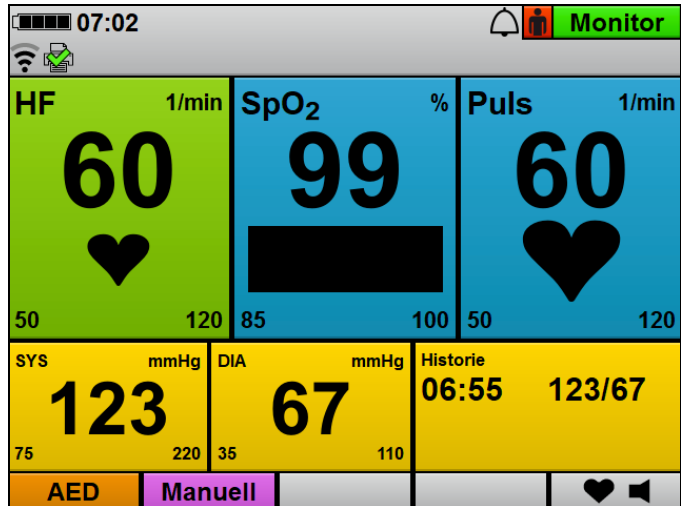 07:02 Monitor
HF 1/min
60
50 120
SpO₂ %
99
85 100
Puls 1/min
60
50 120
SYS mmHg
123
75 220
DIA mmHg
67
35 110
Historie
06:55 123/67
AED Manuell